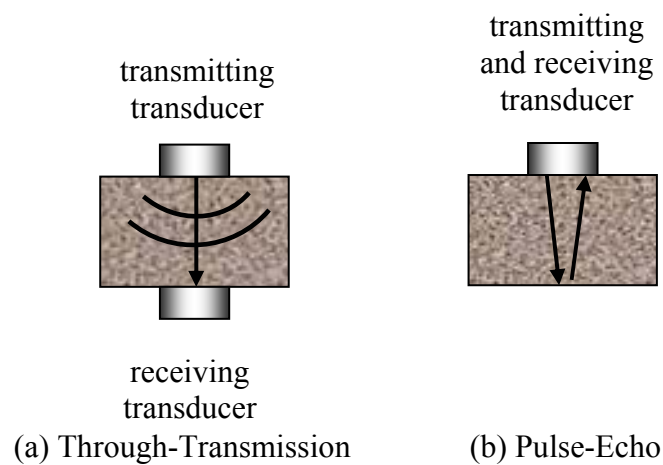 transmitting
transducer
receiving
transducer
(a) Through-Transmission
transmitting
and receiving
transducer
(b) Pulse-Echo